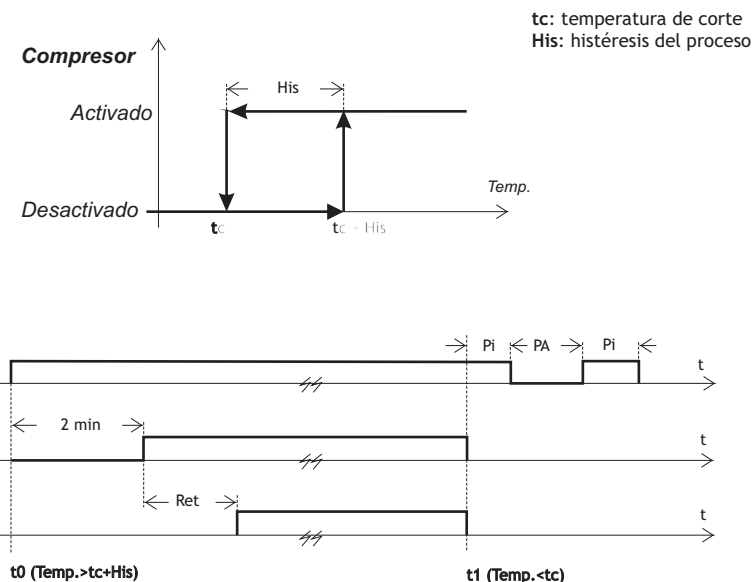 tc: temperatura de corte
His: histéresis del proceso
Compresor
His
Activado
Temp.
Desactivado
tc
tc + His
Pi
PA
Pi
t
2 min
t
Ret
t
t0 (Temp.>tc+His)
t1 (Temp.<tc)